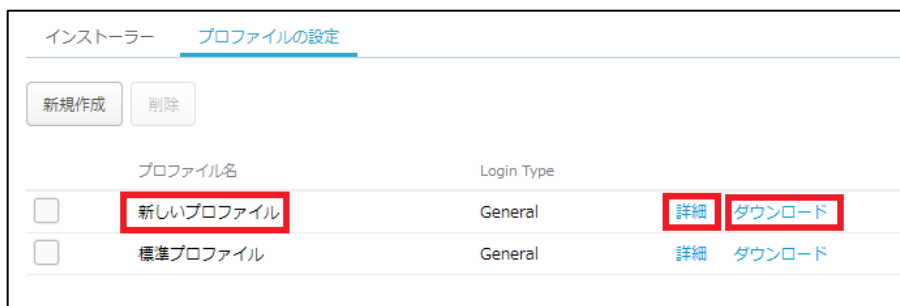 インストーラー プロファイルの設定
新規作成 削除
プロファイル名 Login Type
新しいプロファイル General 詳細 ダウンロード
標準プロファイル General 詳細 ダウンロード